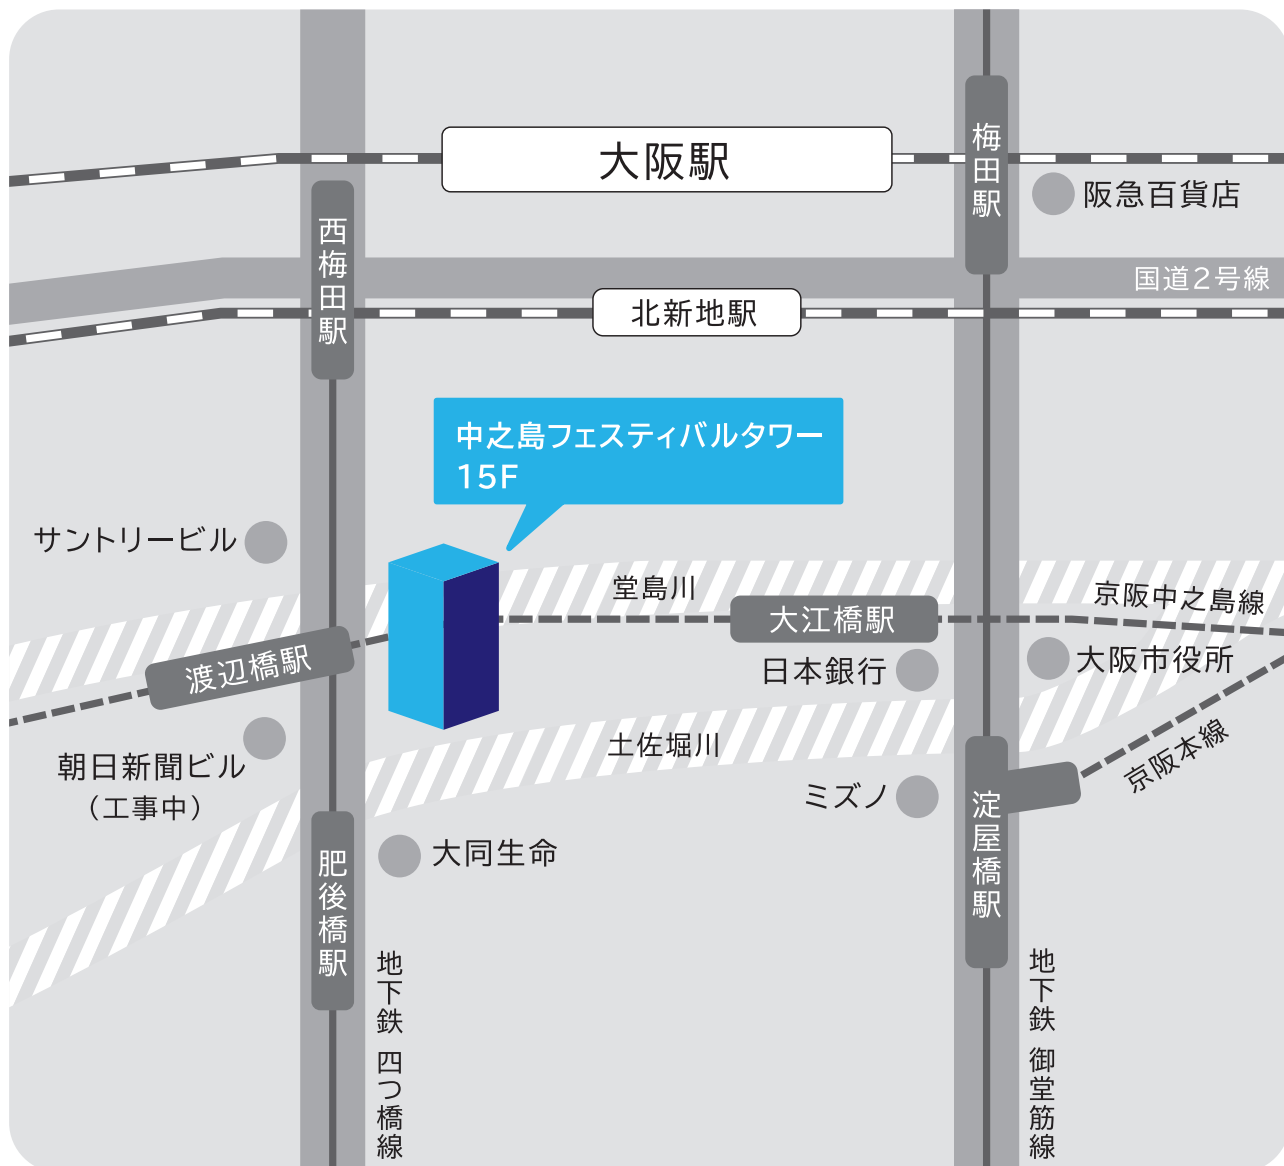 大阪駅
梅田駅
阪急百貨店
西梅田駅
国道2号線
北新地駅
中之島フェスティバルタワー
15F
サントリービル
堂島川
京阪中之島線
大江橋駅
渡辺橋駅
日本銀行
大阪市役所
土佐堀川
京阪本線
朝日新聞ビル
（工事中）
ミズノ
淀屋橋駅
肥後橋駅
大同生命
地下鉄 四つ橋線
地下鉄 御堂筋線